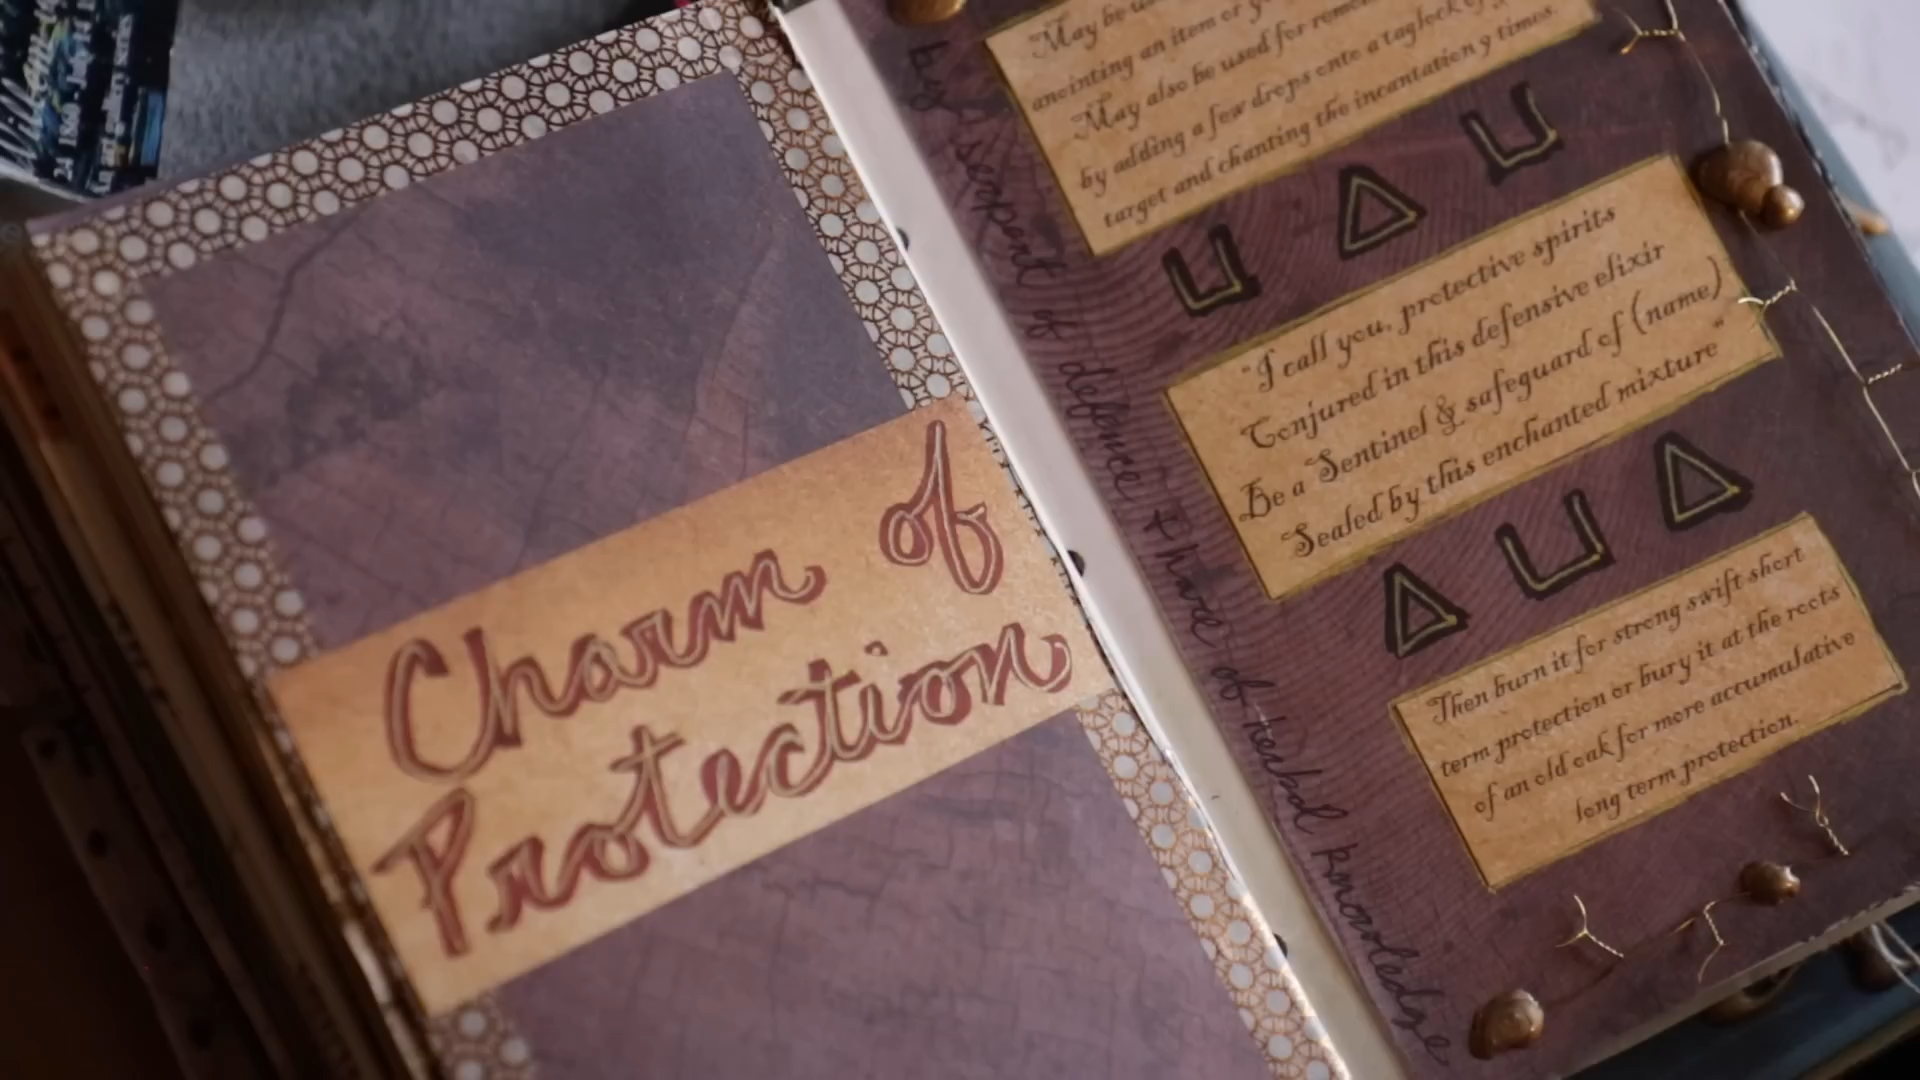 Charm of
Protection
May be
anointing an item or
May also be used for
by adding a few drops onto a taglock of
target and chanting the incantation 9 times.
"I call you, protective spirits
Conjured in this defensive elixir
Be a Sentinel & safeguard of (name)
Sealed by this enchanted mixture"
Then burn it for strong swift short
term protection or bury it at the roots
of an old oak for more accumulative
long term protection.
by serpent of defence + hare of herbal knowledge